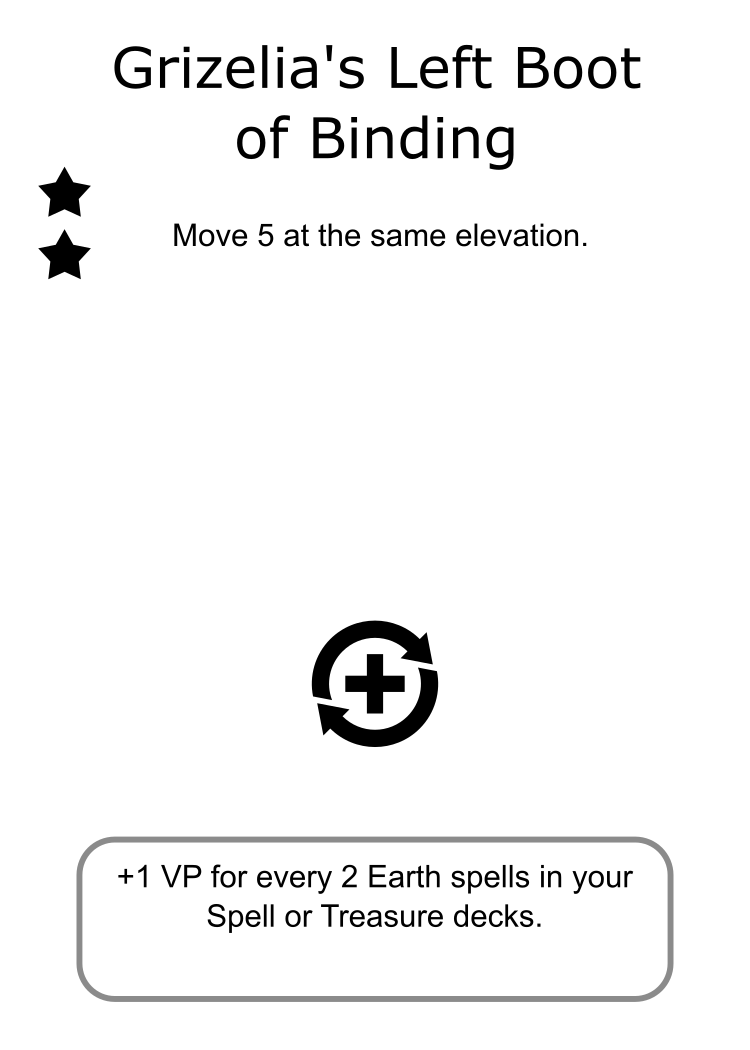 Grizelia's Left Boot
of Binding
Move 5 at the same elevation.
+1 VP for every 2 Earth spells in your
Spell or Treasure decks.